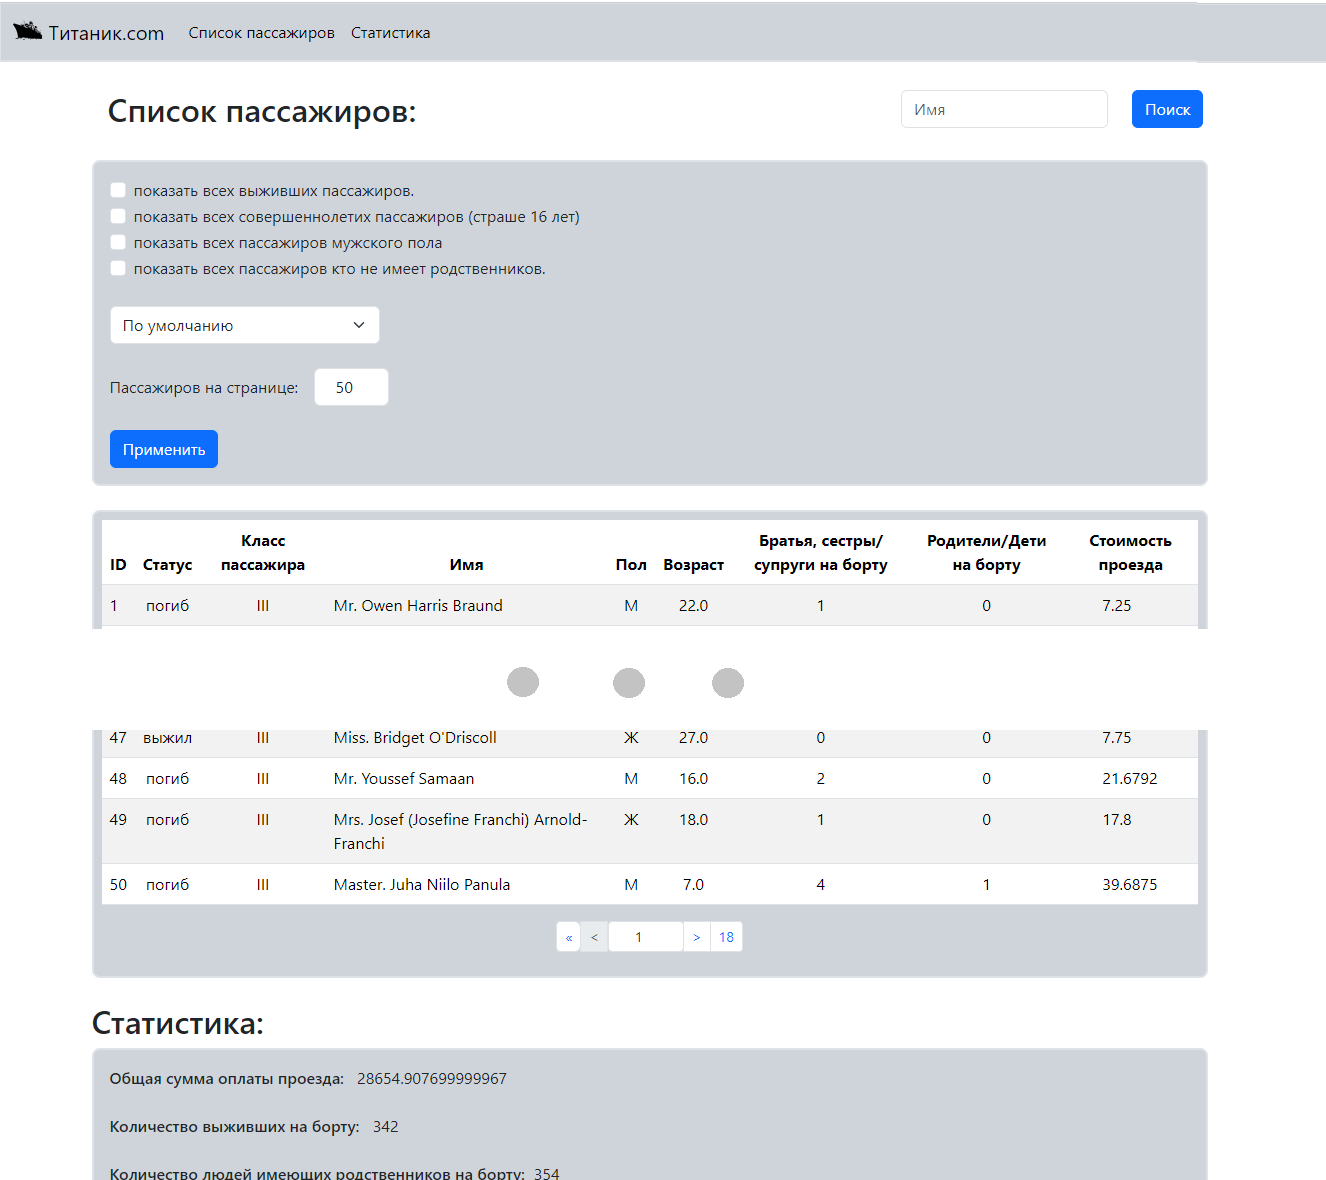 Титаник.com Список пассажиров Статистика
Список пассажиров: Имя Поиск
показать всех выживших пассажиров.
показать всех совершеннолетих пассажиров (страше 16 лет)
показать всех пассажиров мужского пола
показать всех пассажиров кто не имеет родственников.
По умолчанию
Пассажиров на странице: 50
Применить
Класс Братья, сестры/ Родители/Дети Стоимость
ID Статус пассажира Имя Пол Возраст супруги на борту на борту проезда
1 погиб III Mr. Owen Harris Braund М 22.0 1 0 7.25
47 выжил III Miss. Bridget O'Driscoll Ж 27.0 0 0 7.75
48 погиб III Mr. Youssef Samaan М 16.0 2 0 21.6792
49 погиб III Mrs. Josef (Josefine Franchi) Arnold- Ж 18.0 1 0 17.8
Franchi
50 погиб III Master. Juha Niilo Panula М 7.0 4 1 39.6875
« < 1 > 18
Статистика:
Общая сумма оплаты проезда: 28654.907699999967
Количество выживших на борту: 342
Количество людей имеющих родственников на борту: 354